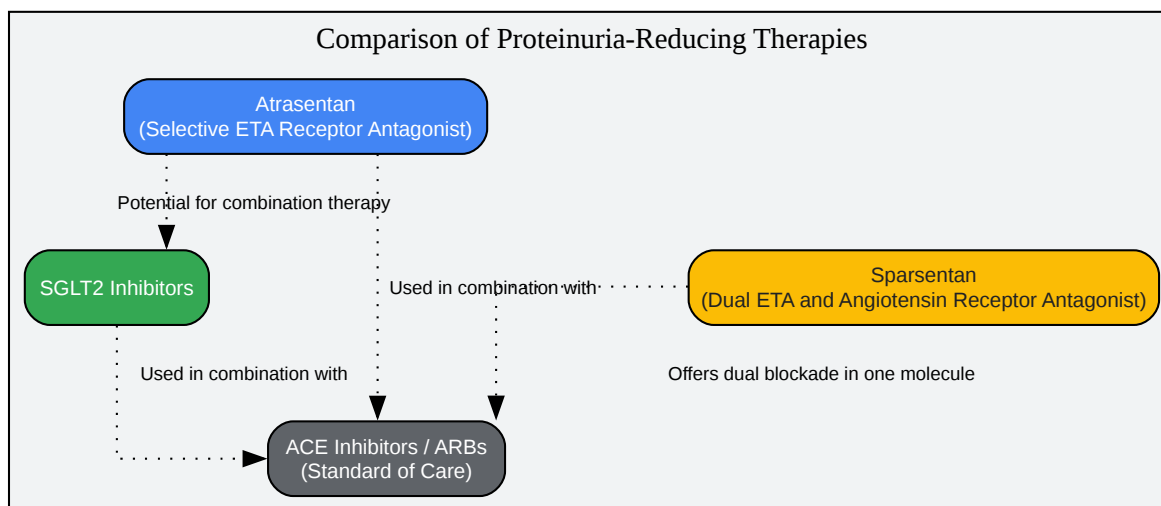 Comparison of Proteinuria-Reducing Therapies
Atrasentan
(Selective ETA Receptor Antagonist)
Potential for combination therapy
SGLT2 Inhibitors
Used in combination with
Sparsentan
(Dual ETA and Angiotensin Receptor Antagonist)
Used in combination with
Offers dual blockade in one molecule
ACE Inhibitors / ARBs
(Standard of Care)